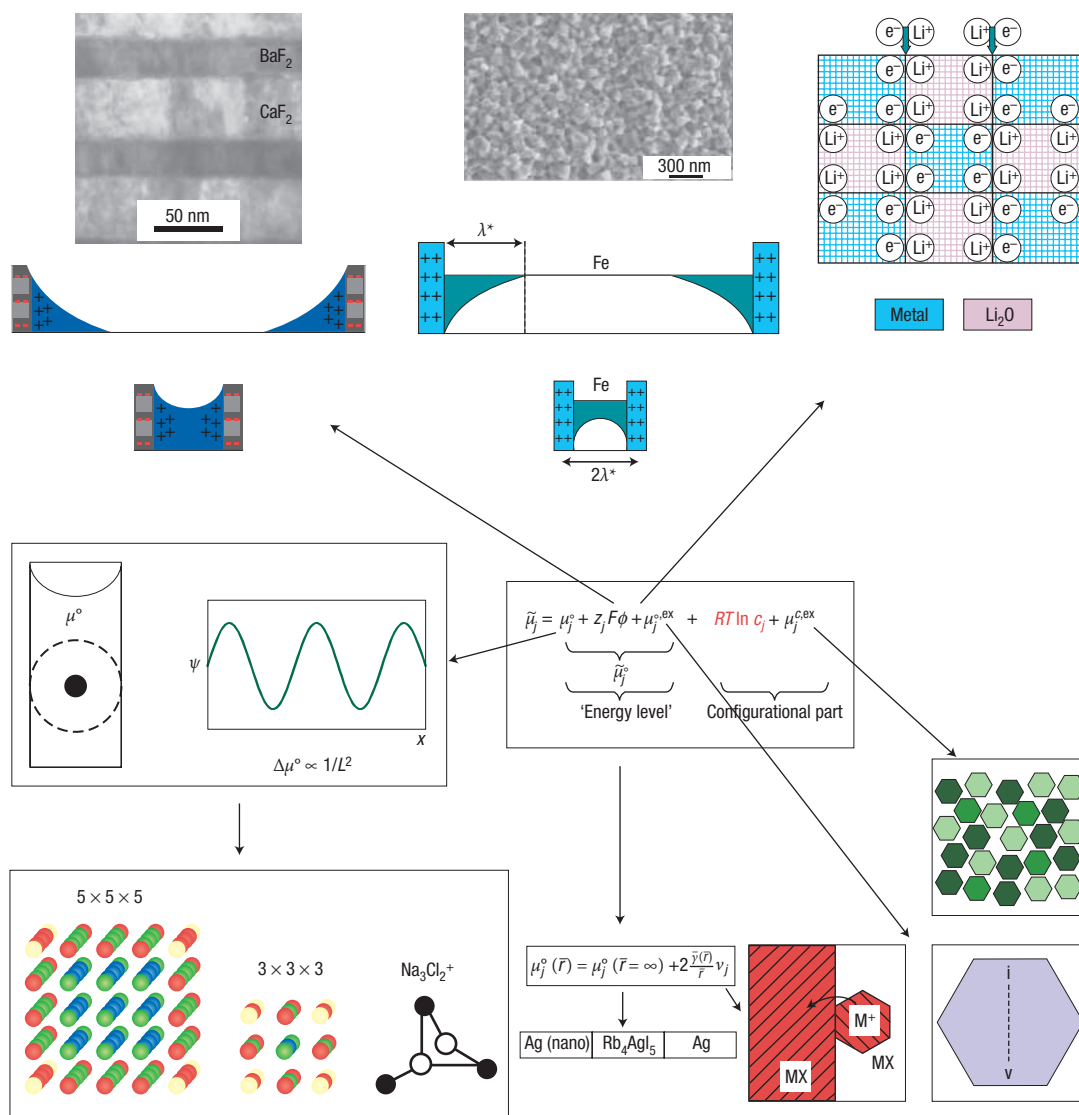 BaF₂
CaF₂
50 nm
300 nm
e⁻ Li⁺ Li⁺ e⁻
e⁻ Li⁺ Li⁺ e⁻
e⁻ e⁻ Li⁺ Li⁺ e⁻ e⁻
Li⁺ Li⁺ e⁻ e⁻ Li⁺ Li⁺
Li⁺ Li⁺ e⁻ e⁻ Li⁺ Li⁺
e⁻ e⁻ Li⁺ Li⁺ e⁻ e⁻
e⁻ Li⁺ Li⁺ e⁻
Metal
Li₂O
λ*
Fe
++ ++
++ ++
++ ++
++ ++
Fe
++ ++
++ ++
++ ++
2λ*
μ°
ψ
x
Δμ° ∝ 1/L²
μ̃ⱼ = μⱼ° + zⱼFϕ + μⱼ°,ᵉˣ + RT ln cⱼ + μⱼᶜ,ᵉˣ
μ̃ⱼ°
'Energy level'
Configurational part
5 × 5 × 5
3 × 3 × 3
Na₃Cl₂⁺
μⱼ° (r̄) = μⱼ° (r̄ = ∞) + 2 γ̄(r̄)/r̄ νⱼ
Ag (nano) Rb₄AgI₅ Ag
M⁺
MX
MX
i
v